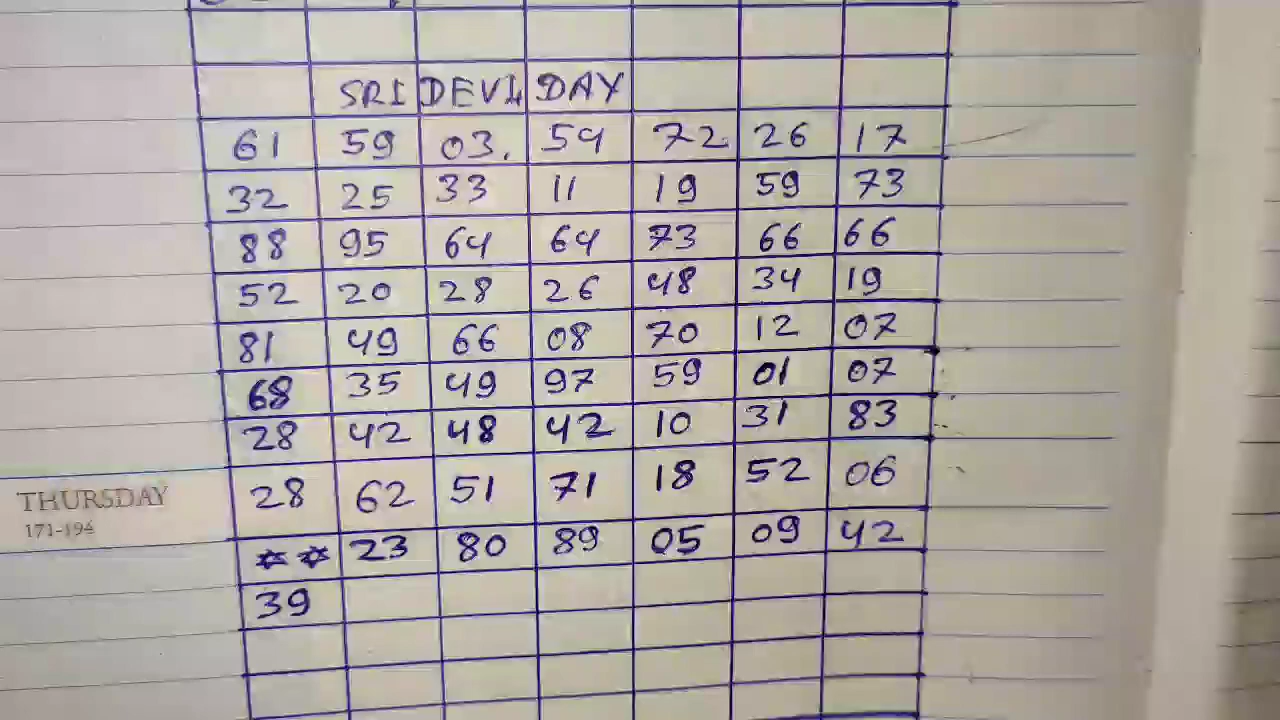 SRI DEVI DAY
61 59 03. 59 72 26 17
32 25 33 11 19 59 73
88 95 64 64 73 66 66
52 20 28 26 48 34 19
81 49 66 08 70 12 07
68 35 49 97 59 01 07
28 42 48 42 10 31 83
28 62 51 71 18 52 06
** 23 80 89 05 09 42
39
THURSDAY
171-194